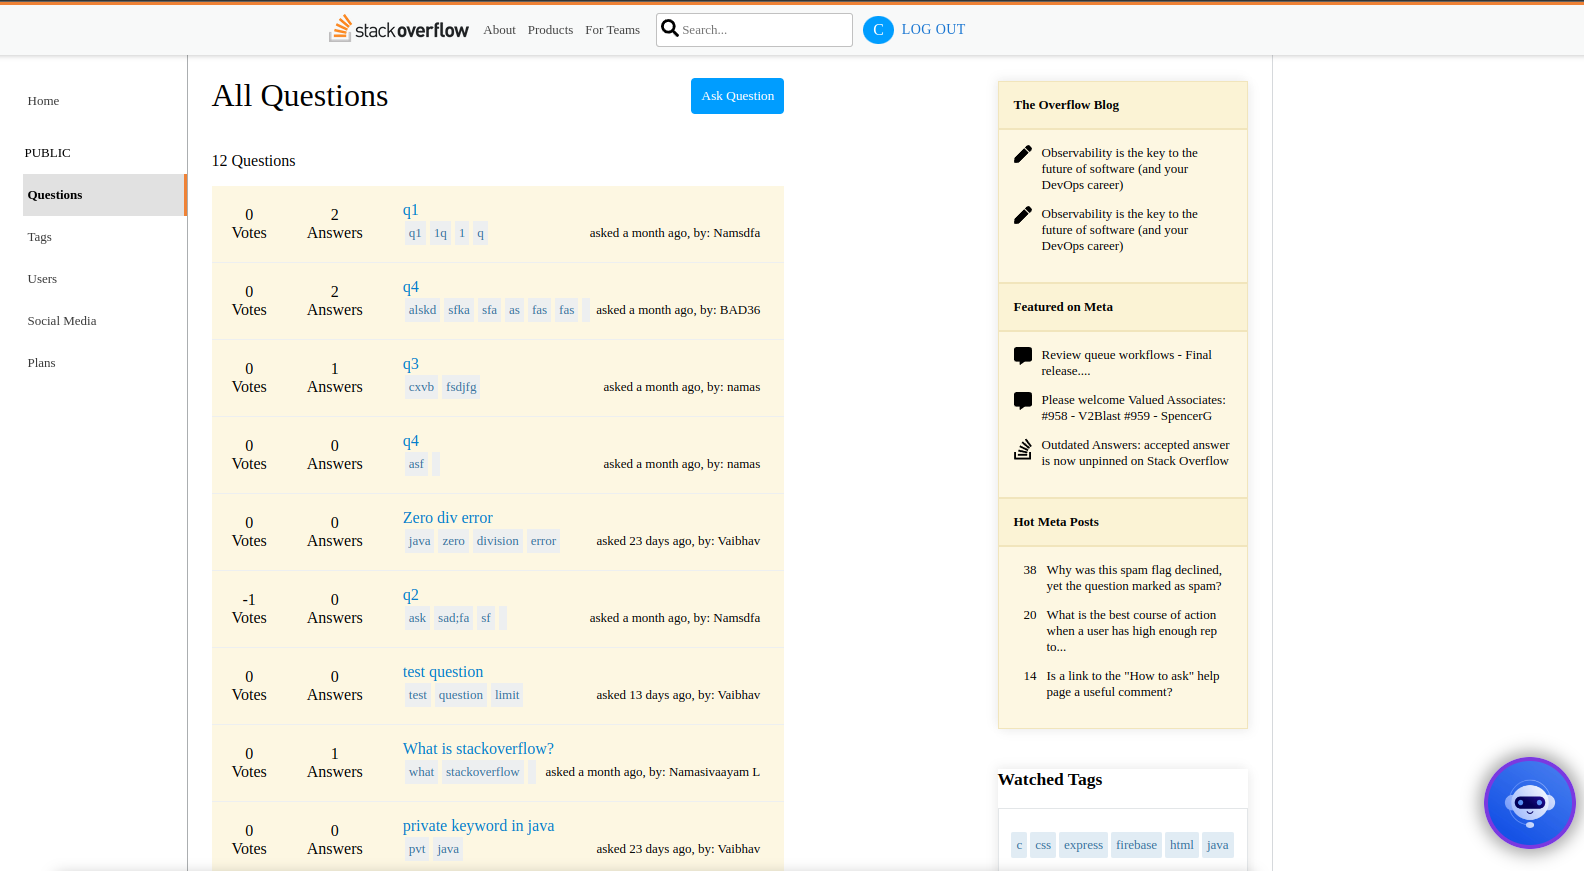 stackoverflow About Products For Teams Search... C LOG OUT
Home
PUBLIC
Questions
Tags
Users
Social Media
Plans
All Questions Ask Question
12 Questions
0 Votes 2 Answers
q1
q1 1q 1 q asked a month ago, by: Namsdfa
0 Votes 2 Answers
q4
alskd sfka sfa as fas fas asked a month ago, by: BAD36
0 Votes 1 Answers
q3
cxvb fsdjfg asked a month ago, by: namas
0 Votes 0 Answers
q4
asf asked a month ago, by: namas
0 Votes 0 Answers
Zero div error
java zero division error asked 23 days ago, by: Vaibhav
-1 Votes 0 Answers
q2
ask sad;fa sf asked a month ago, by: Namsdfa
0 Votes 0 Answers
test question
test question limit asked 13 days ago, by: Vaibhav
0 Votes 1 Answers
What is stackoverflow?
what stackoverflow asked a month ago, by: Namasivaayam L
0 Votes 0 Answers
private keyword in java
pvt java asked 23 days ago, by: Vaibhav
The Overflow Blog
Observability is the key to the
future of software (and your
DevOps career)
Observability is the key to the
future of software (and your
DevOps career)
Featured on Meta
Review queue workflows - Final
release....
Please welcome Valued Associates:
#958 - V2Blast #959 - SpencerG
Outdated Answers: accepted answer
is now unpinned on Stack Overflow
Hot Meta Posts
38 Why was this spam flag declined,
yet the question marked as spam?
20 What is the best course of action
when a user has high enough rep
to...
14 Is a link to the "How to ask" help
page a useful comment?
Watched Tags
c css express firebase html java